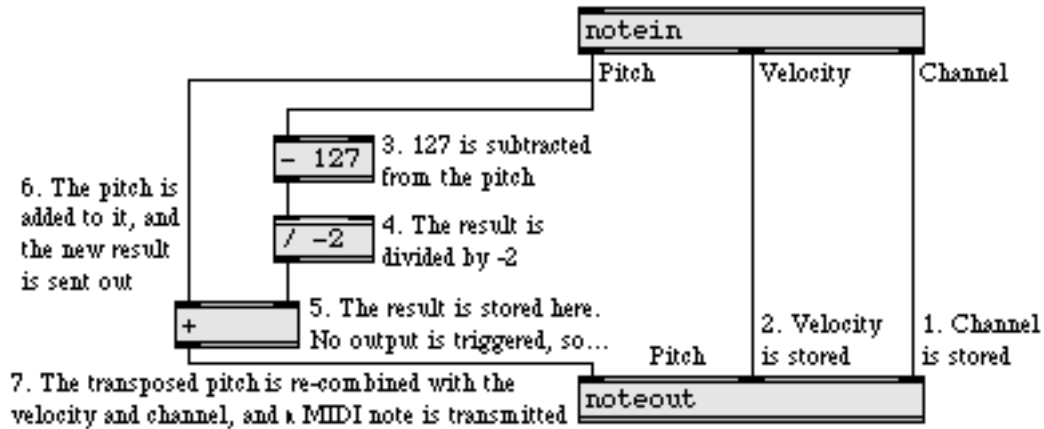 notein
Pitch
Velocity
Channel
- 127
3. 127 is subtracted
from the pitch
6. The pitch is
added to it, and
the new result
is sent out
/ -2
4. The result is
divided by -2
+
5. The result is stored here.
No output is triggered, so...
Pitch
2. Velocity
is stored
1. Channel
is stored
7. The transposed pitch is re-combined with the
velocity and channel, and a MIDI note is transmitted
noteout